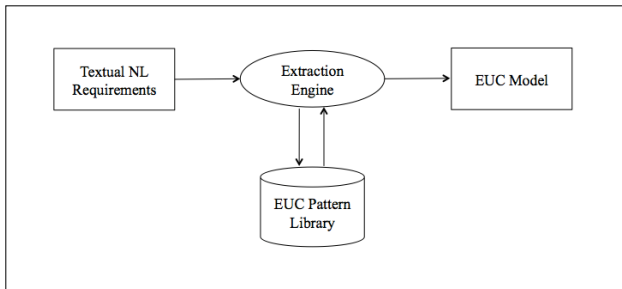 Textual NL
Requirements
Extraction
Engine
EUC Model
EUC Pattern
Library